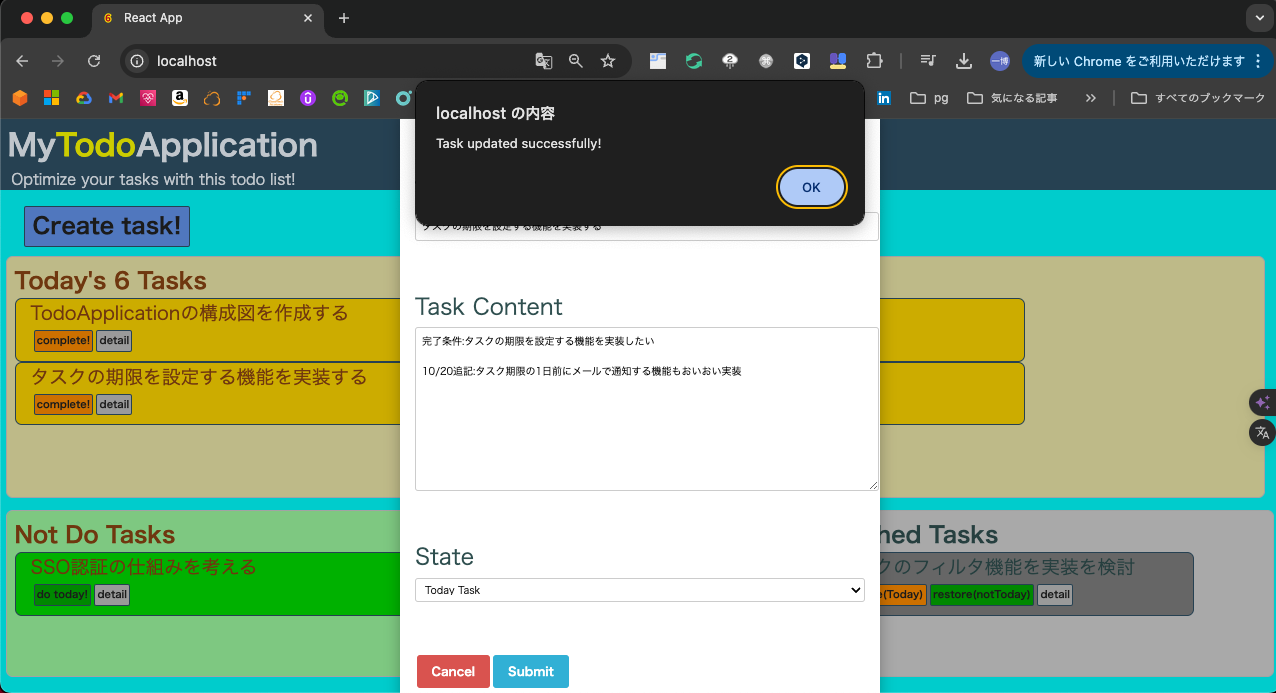 React App
localhost
新しい Chrome をご利用いただけます
pg
気になる記事
すべてのブックマーク
localhost の内容
Task updated successfully!
OK
MyTodoApplication
Optimize your tasks with this todo list!
Create task!
タスクの期限を設定する機能を実装する
Today's 6 Tasks
TodoApplicationの構成図を作成する
complete! detail
タスクの期限を設定する機能を実装する
complete! detail
Task Content
完了条件:タスクの期限を設定する機能を実装したい
10/20追記:タスク期限の1日前にメールで通知する機能もおいおい実装
Not Do Tasks
SSO認証の仕組みを考える
do today! detail
State
Today Task
Cancel Submit
hed Tasks
クのフィルタ機能を実装を検討
(Today) restore(notToday) detail